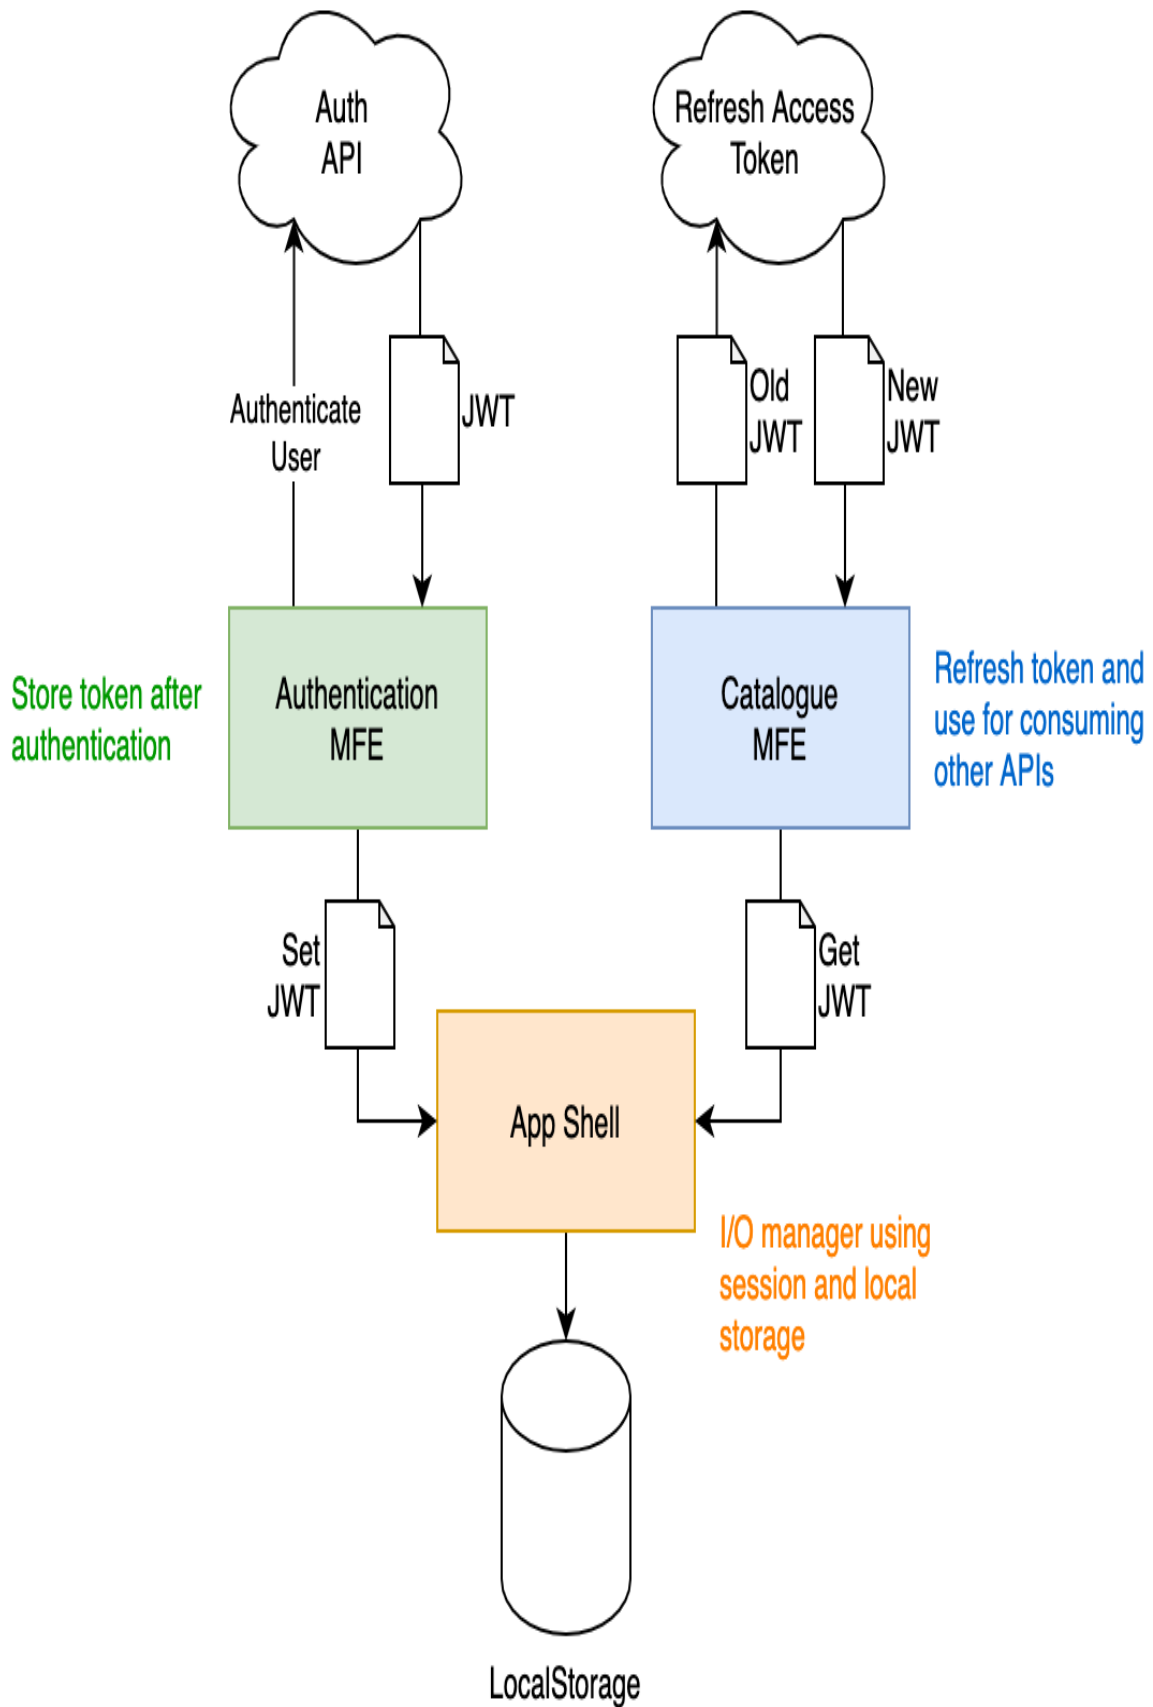 Auth
API
Refresh Access
Token
Authenticate
User
JWT
Old
JWT
New
JWT
Store token after
authentication
Authentication
MFE
Catalogue
MFE
Refresh token and
use for consuming
other APIs
Set
JWT
Get
JWT
App Shell
I/O manager using
session and local
storage
LocalStorage